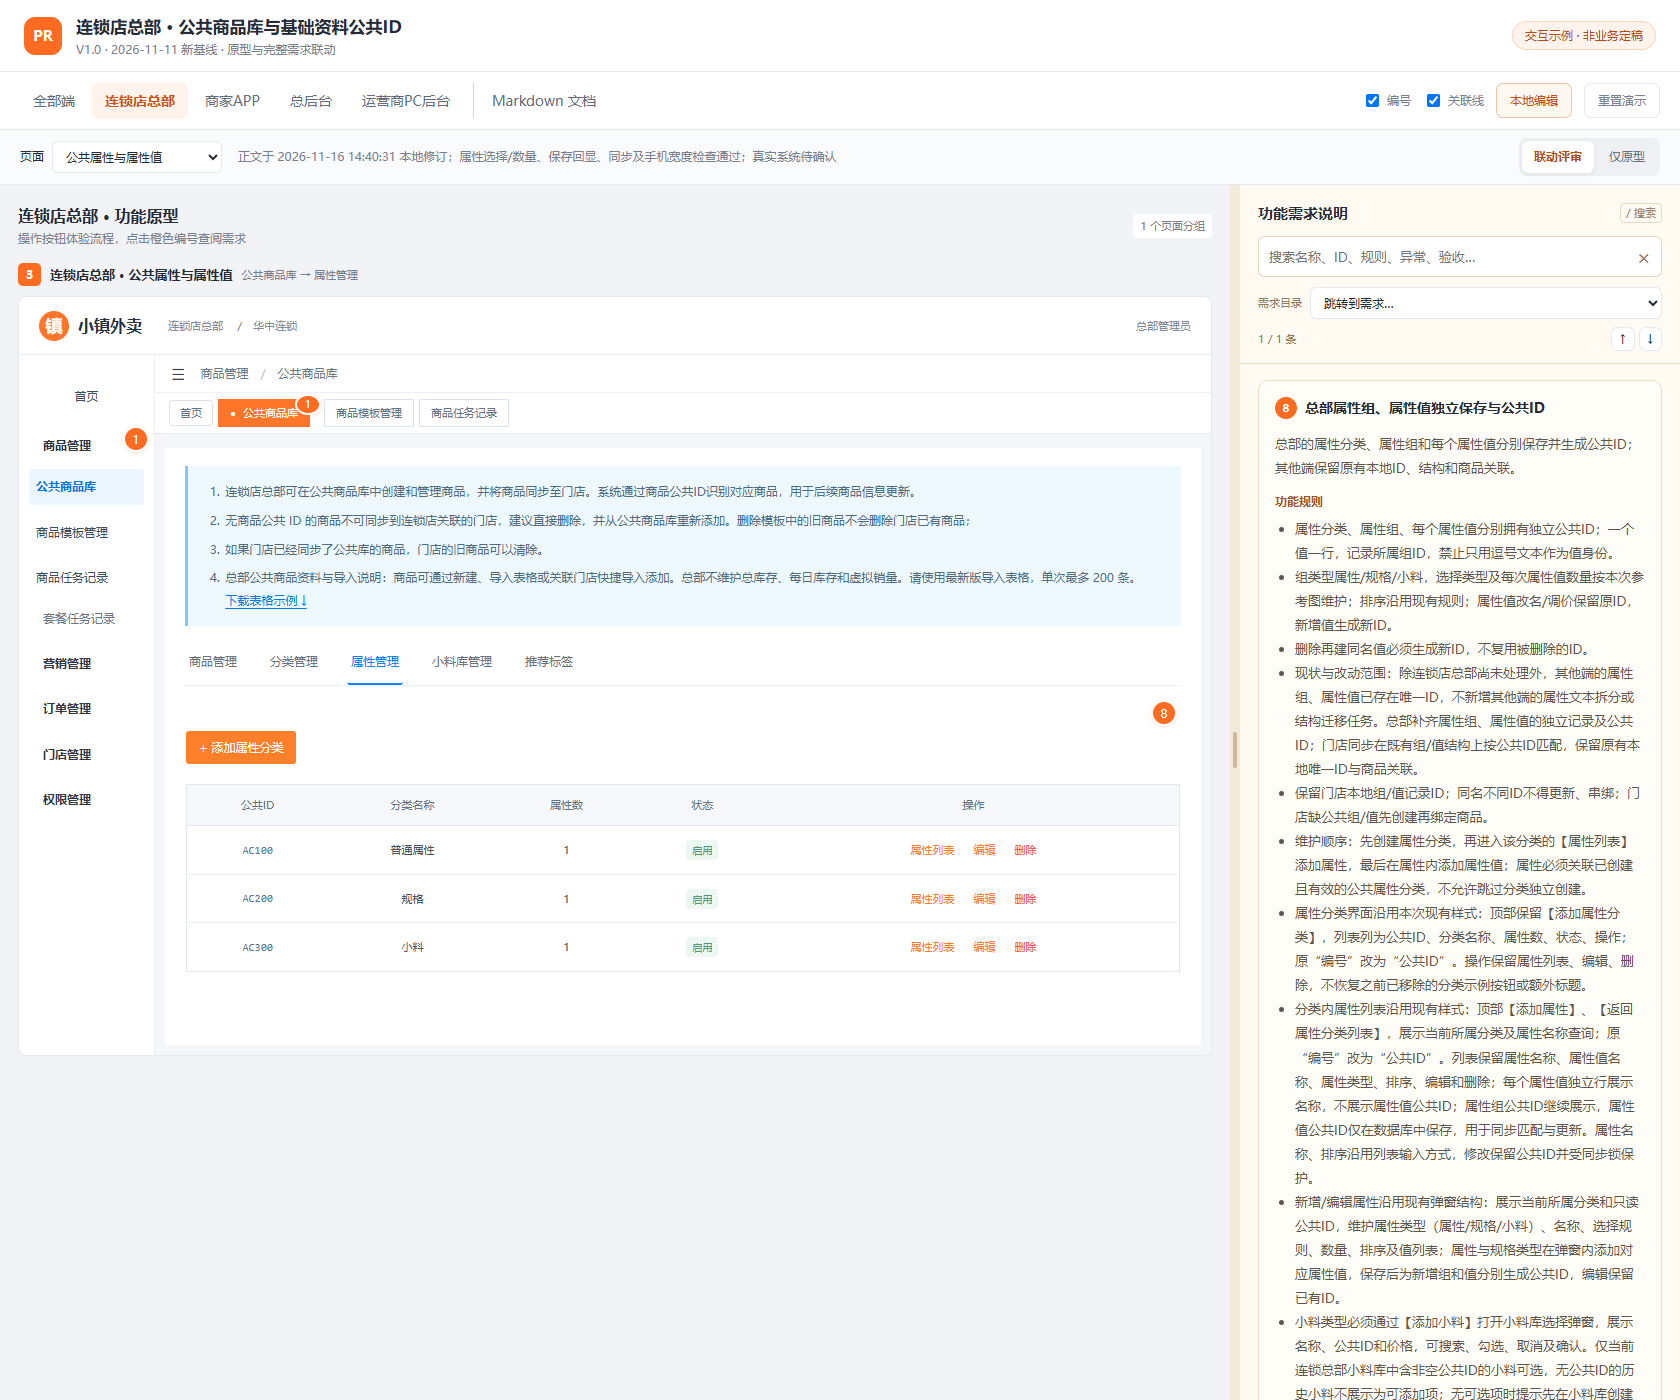 PR
连锁店总部 • 公共商品库与基础资料公共ID
V1.0 · 2026-11-11 新基线 · 原型与完整需求联动
交互示例 · 非业务定稿
全部端 连锁店总部 商家APP 总后台 运营商PC后台 Markdown 文档
编号 关联线 本地编辑 重置演示
页面 公共属性与属性值 正文于 2026-11-16 14:40:31 本地修订；属性选择/数量、保存回显、同步及手机宽度检查通过；真实系统待确认
联动评审 仅原型
连锁店总部 • 功能原型
操作按钮体验流程，点击橙色编号查阅需求
1 个页面分组
3 连锁店总部 • 公共属性与属性值 公共商品库 → 属性管理
镇 小镇外卖 连锁店总部 / 华中连锁 总部管理员
首页
商品管理 1
公共商品库
商品模板管理
商品任务记录
套餐任务记录
营销管理
订单管理
门店管理
权限管理
☰ 商品管理 / 公共商品库
首页 • 公共商品库 1 商品模板管理 商品任务记录
1. 连锁店总部可在公共商品库中创建和管理商品，并将商品同步至门店。系统通过商品公共ID识别对应商品，用于后续商品信息更新。
2. 无商品公共 ID 的商品不可同步到连锁店关联的门店，建议直接删除，并从公共商品库重新添加。删除模板中的旧商品不会删除门店已有商品；
3. 如果门店已经同步了公共库的商品，门店的旧商品可以清除。
4. 总部公共商品资料与导入说明：商品可通过新建、导入表格或关联门店快捷导入添加。总部不维护总库存、每日库存和虚拟销量。请使用最新版导入表格，单次最多 200 条。
下载表格示例↓
商品管理 分类管理 属性管理 小料库管理 推荐标签
8
+ 添加属性分类
公共ID 分类名称 属性数 状态 操作
AC100 普通属性 1 启用 属性列表 编辑 删除
AC200 规格 1 启用 属性列表 编辑 删除
AC300 小料 1 启用 属性列表 编辑 删除
功能需求说明
/ 搜索
搜索名称、ID、规则、异常、验收... ×
需求目录 跳转到需求...
1 / 1 条 ↑ ↓
8 总部属性组、属性值独立保存与公共ID
总部的属性分类、属性组和每个属性值分别保存并生成公共ID；
其他端保留原有本地ID、结构和商品关联。
功能规则
• 属性分类、属性组、每个属性值分别拥有独立公共ID；一个
值一行，记录所属组ID，禁止只用逗号文本作为值身份。
• 组类型属性/规格/小料，选择类型及每次属性值数量按本次参
考图维护；排序沿用现有规则；属性值改名/调价保留原ID，
新增值生成新ID。
• 删除再建同名值必须生成新ID，不复用被删除的ID。
• 现状与改动范围：除连锁店总部尚未处理外，其他端的属性
组、属性值已存在唯一ID，不新增其他端的属性文本拆分或
结构迁移任务。总部补齐属性组、属性值的独立记录及公共
ID；门店同步在既有组/值结构上按公共ID匹配，保留原有本
地唯一ID与商品关联。
• 保留门店本地组/值记录ID；同名不同ID不得更新、串绑；门
店缺公共组/值先创建再绑定商品。
• 维护顺序：先创建属性分类，再进入该分类的【属性列表】
添加属性，最后在属性内添加属性值；属性必须关联已创建
且有效的公共属性分类，不允许跳过分类独立创建。
• 属性分类界面沿用本次现有样式：顶部保留【添加属性分
类】，列表列为公共ID、分类名称、属性数、状态、操作；
原“编号”改为“公共ID”。操作保留属性列表、编辑、删
除，不恢复之前已移除的分类示例按钮或额外标题。
• 分类内属性列表沿用现有样式：顶部【添加属性】、【返回
属性分类列表】，展示当前所属分类及属性名称查询；原
“编号”改为“公共ID”。列表保留属性名称、属性值名
称、属性类型、排序、编辑和删除；每个属性值独立行展示
名称，不展示属性值公共ID；属性组公共ID继续展示，属性
值公共ID仅在数据库中保存，用于同步匹配与更新。属性名
称、排序沿用列表输入方式，修改保留公共ID并受同步锁保
护。
• 新增/编辑属性沿用现有弹窗结构：展示当前所属分类和只读
公共ID，维护属性类型（属性/规格/小料）、名称、选择规
则、数量、排序及值列表；属性与规格类型在弹窗内添加对
应属性值，保存后为新增组和值分别生成公共ID，编辑保留
已有ID。
• 小料类型必须通过【添加小料】打开小料库选择弹窗，展示
名称、公共ID和价格，可搜索、勾选、取消及确认。仅当前
连锁总部小料库中含非空公共ID的小料可选，无公共ID的历
史小料不展示为可添加项；无可选项时提示先在小料库创建